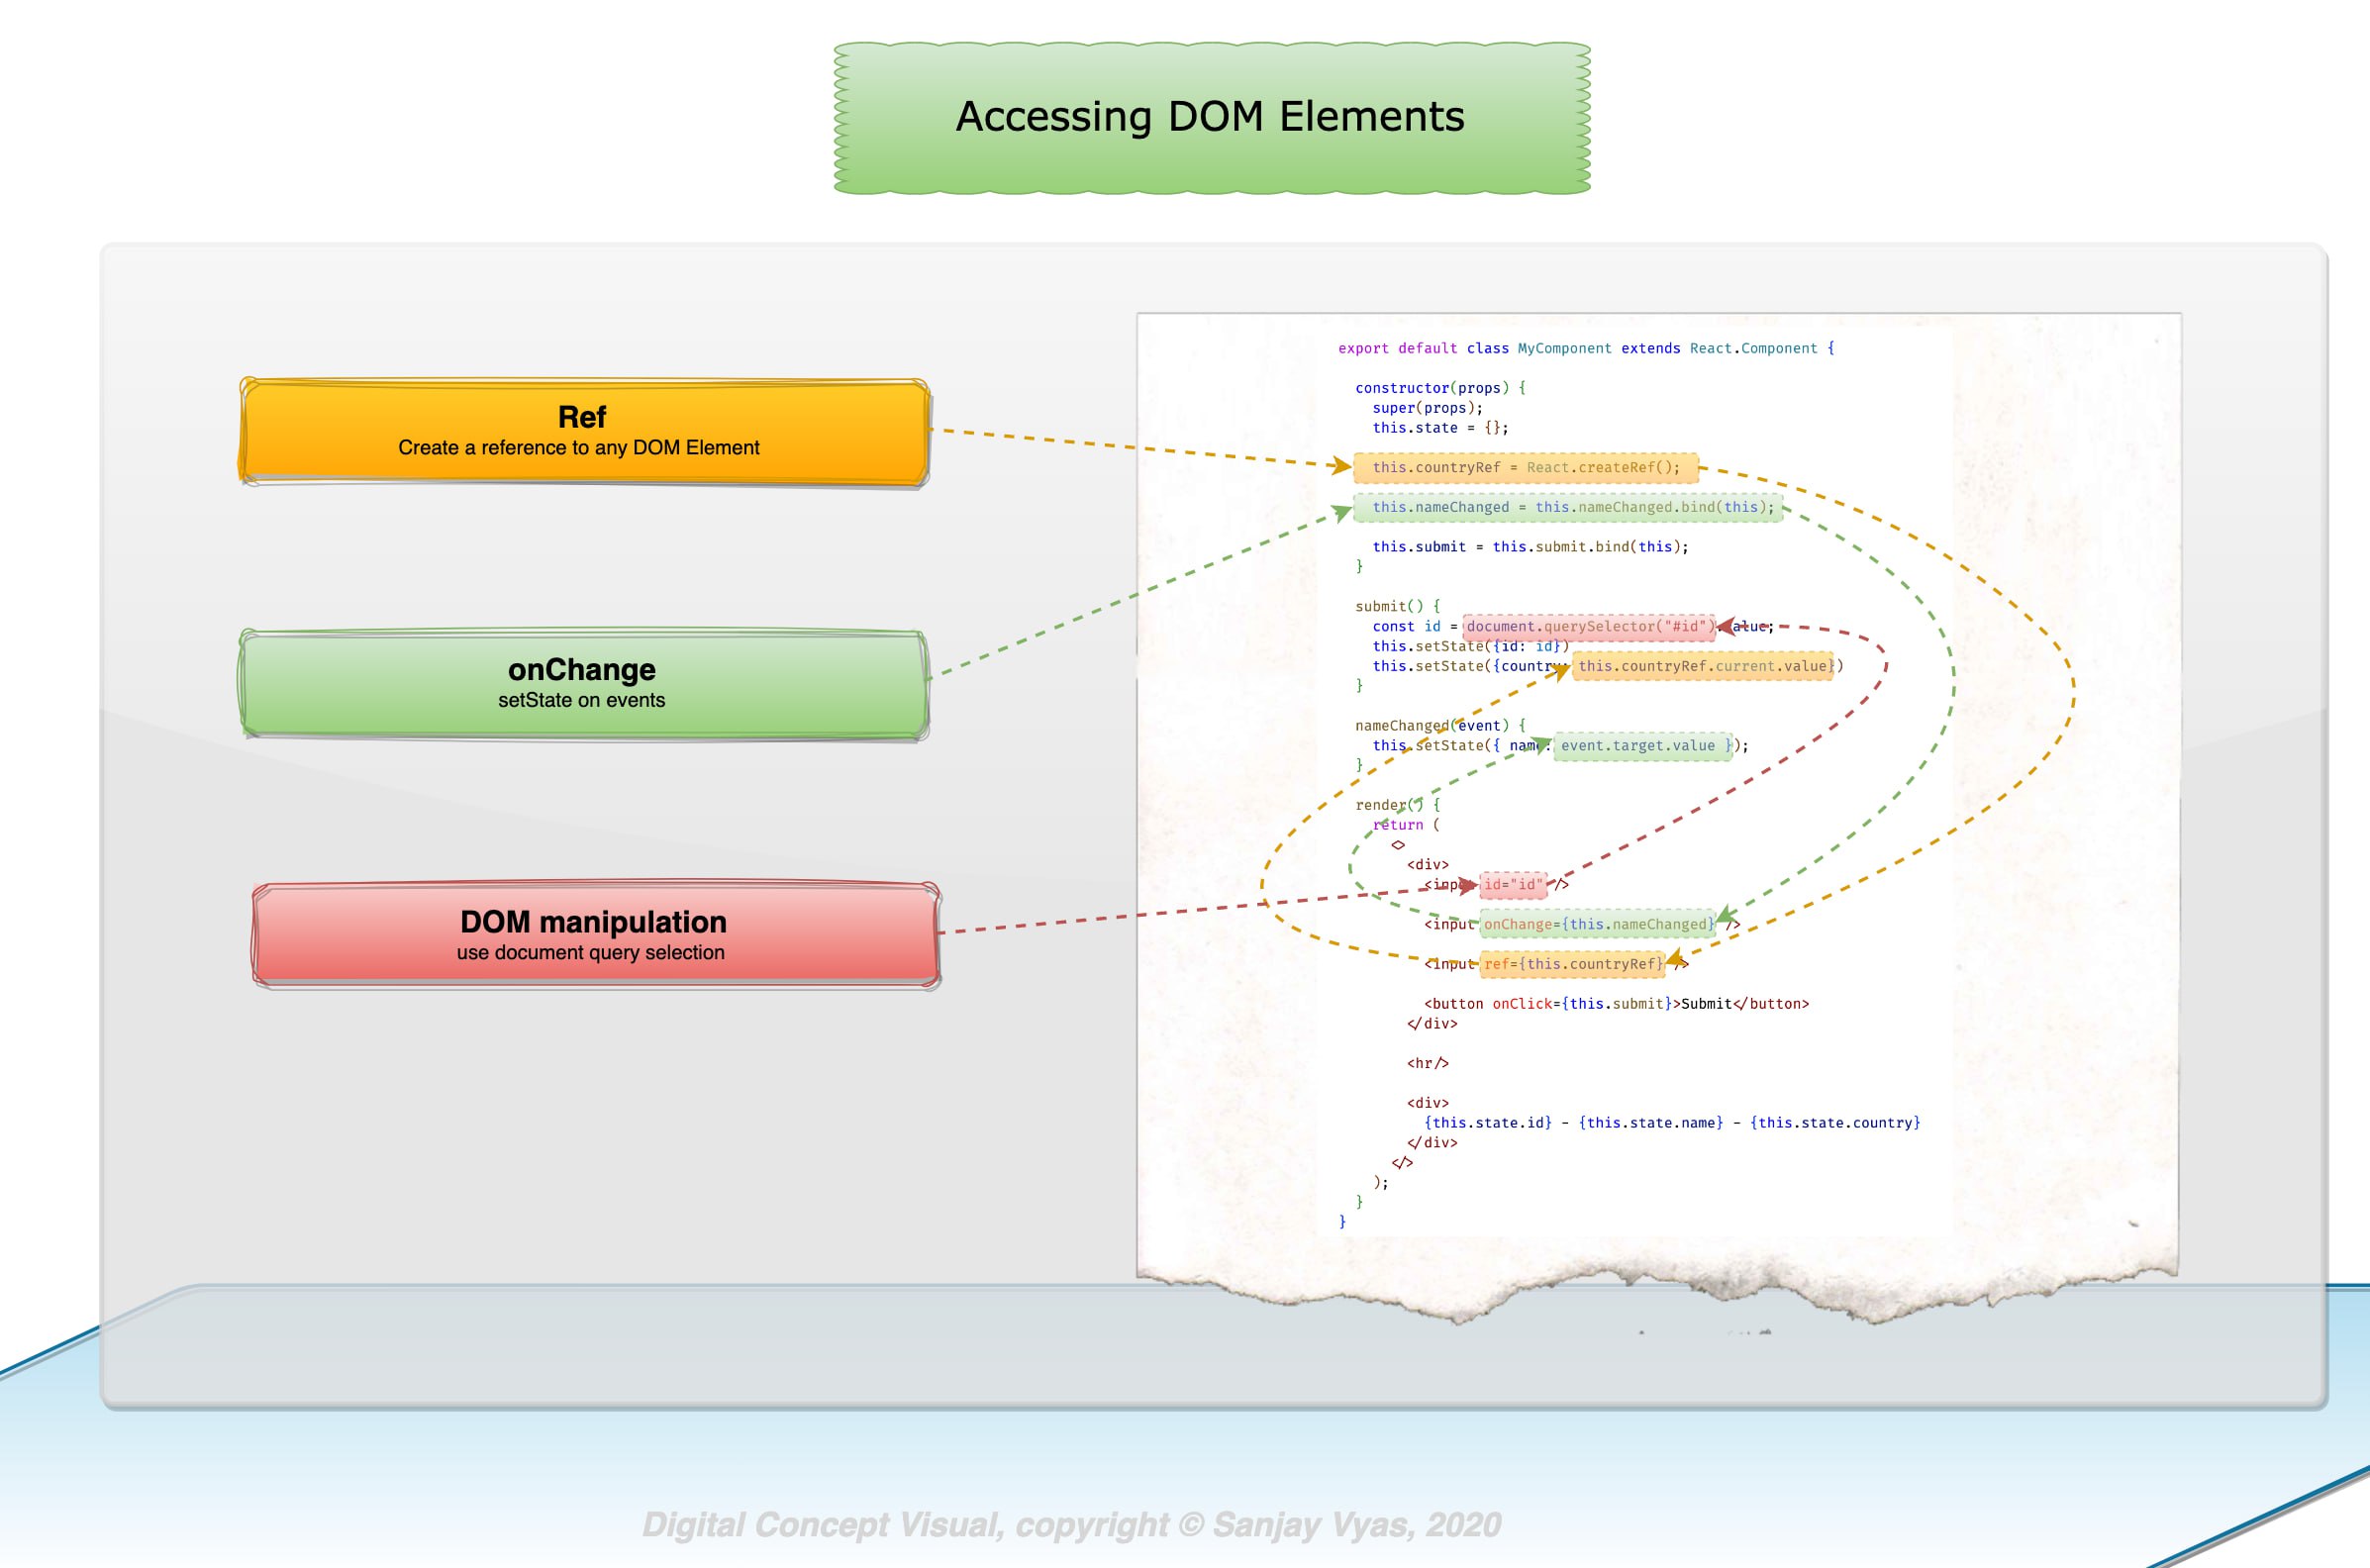 Accessing DOM Elements
Ref
Create a reference to any DOM Element
onChange
setState on events
DOM manipulation
use document query selection
export default class MyComponent extends React.Component {
constructor(props) {
super(props);
this.state = {};
this.countryRef = React.createRef();
this.nameChanged = this.nameChanged.bind(this);
this.submit = this.submit.bind(this);
}
submit() {
const id = document.querySelector("#id").value;
this.setState({id: id})
this.setState({country: this.countryRef.current.value})
}
nameChanged(event) {
this.setState({ name: event.target.value });
}
render() {
return (
<>
<div>
<input id="id" />
<input onChange={this.nameChanged} />
<input ref={this.countryRef} />
<button onClick={this.submit}>Submit</button>
</div>
<hr/>
<div>
{this.state.id} - {this.state.name} - {this.state.country}
</div>
</>
);
}
}
Digital Concept Visual, copyright © Sanjay Vyas, 2020